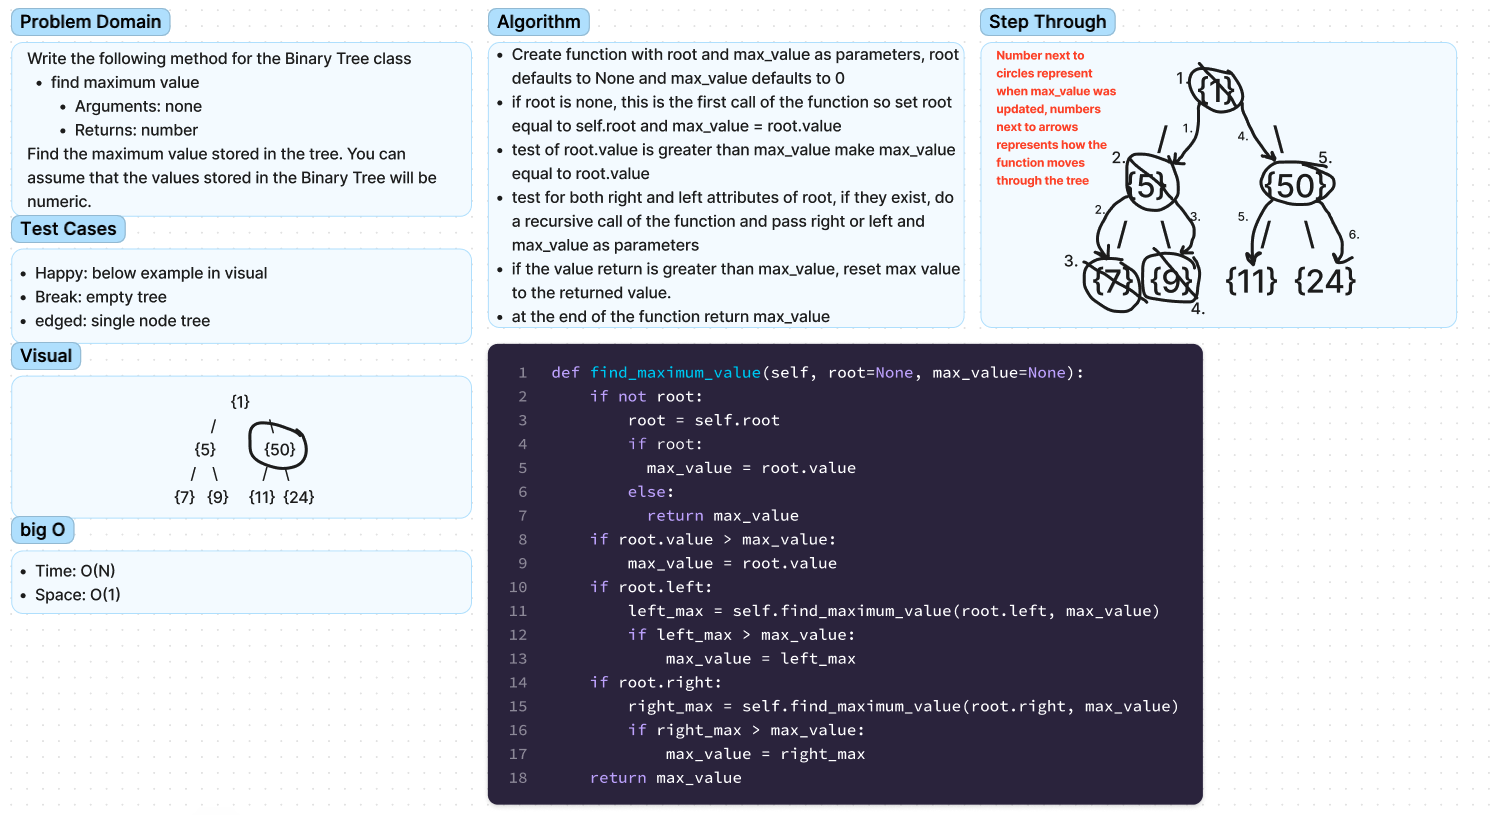 Problem Domain
Write the following method for the Binary Tree class
• find maximum value
• Arguments: none
• Returns: number
Find the maximum value stored in the tree. You can
assume that the values stored in the Binary Tree will be
numeric.
Test Cases
• Happy: below example in visual
• Break: empty tree
• edged: single node tree
Visual
{1}
/ \
{5} {50}
/ \ / \
{7} {9} {11} {24}
big O
• Time: O(N)
• Space: O(1)
Algorithm
• Create function with root and max_value as parameters, root
defaults to None and max_value defaults to 0
• if root is none, this is the first call of the function so set root
equal to self.root and max_value = root.value
• test of root.value is greater than max_value make max_value
equal to root.value
• test for both right and left attributes of root, if they exist, do
a recursive call of the function and pass right or left and
max_value as parameters
• if the value return is greater than max_value, reset max value
to the returned value.
• at the end of the function return max_value
Step Through
Number next to
circles represent
when max_value was
updated, numbers
next to arrows
represents how the
function moves
through the tree
1. {1}
1. 4.
/ \
2. {5} {50} 5.
2. 3. 5. 6.
/ \ / \
3. {7} {9} {11} {24}
4.
1 def find_maximum_value(self, root=None, max_value=None):
2 if not root:
3 root = self.root
4 if root:
5 max_value = root.value
6 else:
7 return max_value
8 if root.value > max_value:
9 max_value = root.value
10 if root.left:
11 left_max = self.find_maximum_value(root.left, max_value)
12 if left_max > max_value:
13 max_value = left_max
14 if root.right:
15 right_max = self.find_maximum_value(root.right, max_value)
16 if right_max > max_value:
17 max_value = right_max
18 return max_value